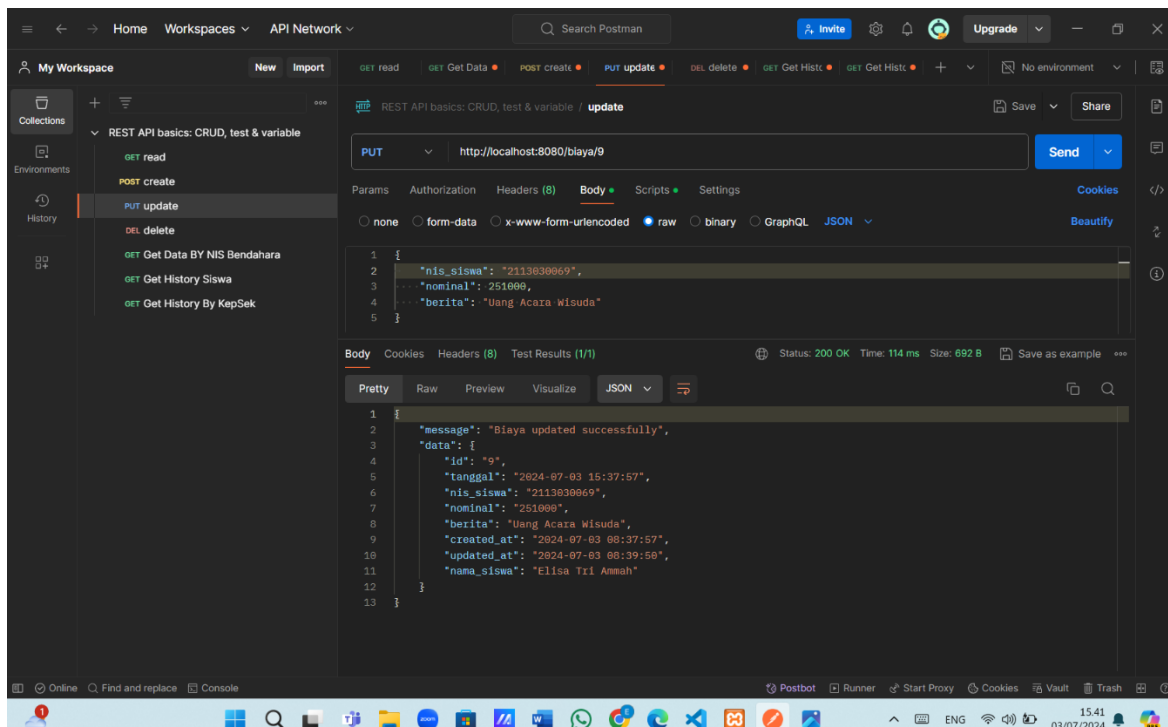 Home Workspaces API Network Search Postman Invite Upgrade
My Workspace New Import GET read GET Get Data POST create PUT update DEL delete GET Get Histo GET Get Histo No environment
Collections
Environments
History
REST API basics: CRUD, test & variable
GET read
POST create
PUT update
DEL delete
GET Get Data BY NIS Bendahara
GET Get History Siswa
GET Get History By KepSek
HTTP REST API basics: CRUD, test & variable / update Save Share
PUT http://localhost:8080/biaya/9 Send
Params Authorization Headers (8) Body Scripts Settings Cookies
none form-data x-www-form-urlencoded raw binary GraphQL JSON Beautify
1 {
2 "nis_siswa": "2113030069",
3 "nominal": 251000,
4 "berita": "Uang Acara Wisuda"
5 }
Body Cookies Headers (8) Test Results (1/1) Status: 200 OK Time: 114 ms Size: 692 B Save as example
Pretty Raw Preview Visualize JSON
1 {
2 "message": "Biaya updated successfully",
3 "data": {
4 "id": "9",
5 "tanggal": "2024-07-03 15:37:57",
6 "nis_siswa": "2113030069",
7 "nominal": "251000",
8 "berita": "Uang Acara Wisuda",
9 "created_at": "2024-07-03 08:37:57",
10 "updated_at": "2024-07-03 08:39:50",
11 "nama_siswa": "Elisa Tri Ammah"
12 }
13 }
Online Find and replace Console Postbot Runner Start Proxy Cookies Vault Trash
1 zoom ENG 15.41
03/07/2024